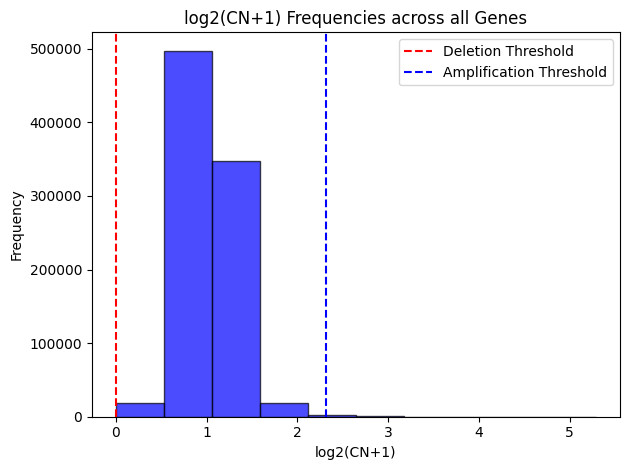 log2(CN+1) Frequencies across all Genes
Deletion Threshold
Amplification Threshold
Frequency
500000
400000
300000
200000
100000
0
0 1 2 3 4 5
log2(CN+1)